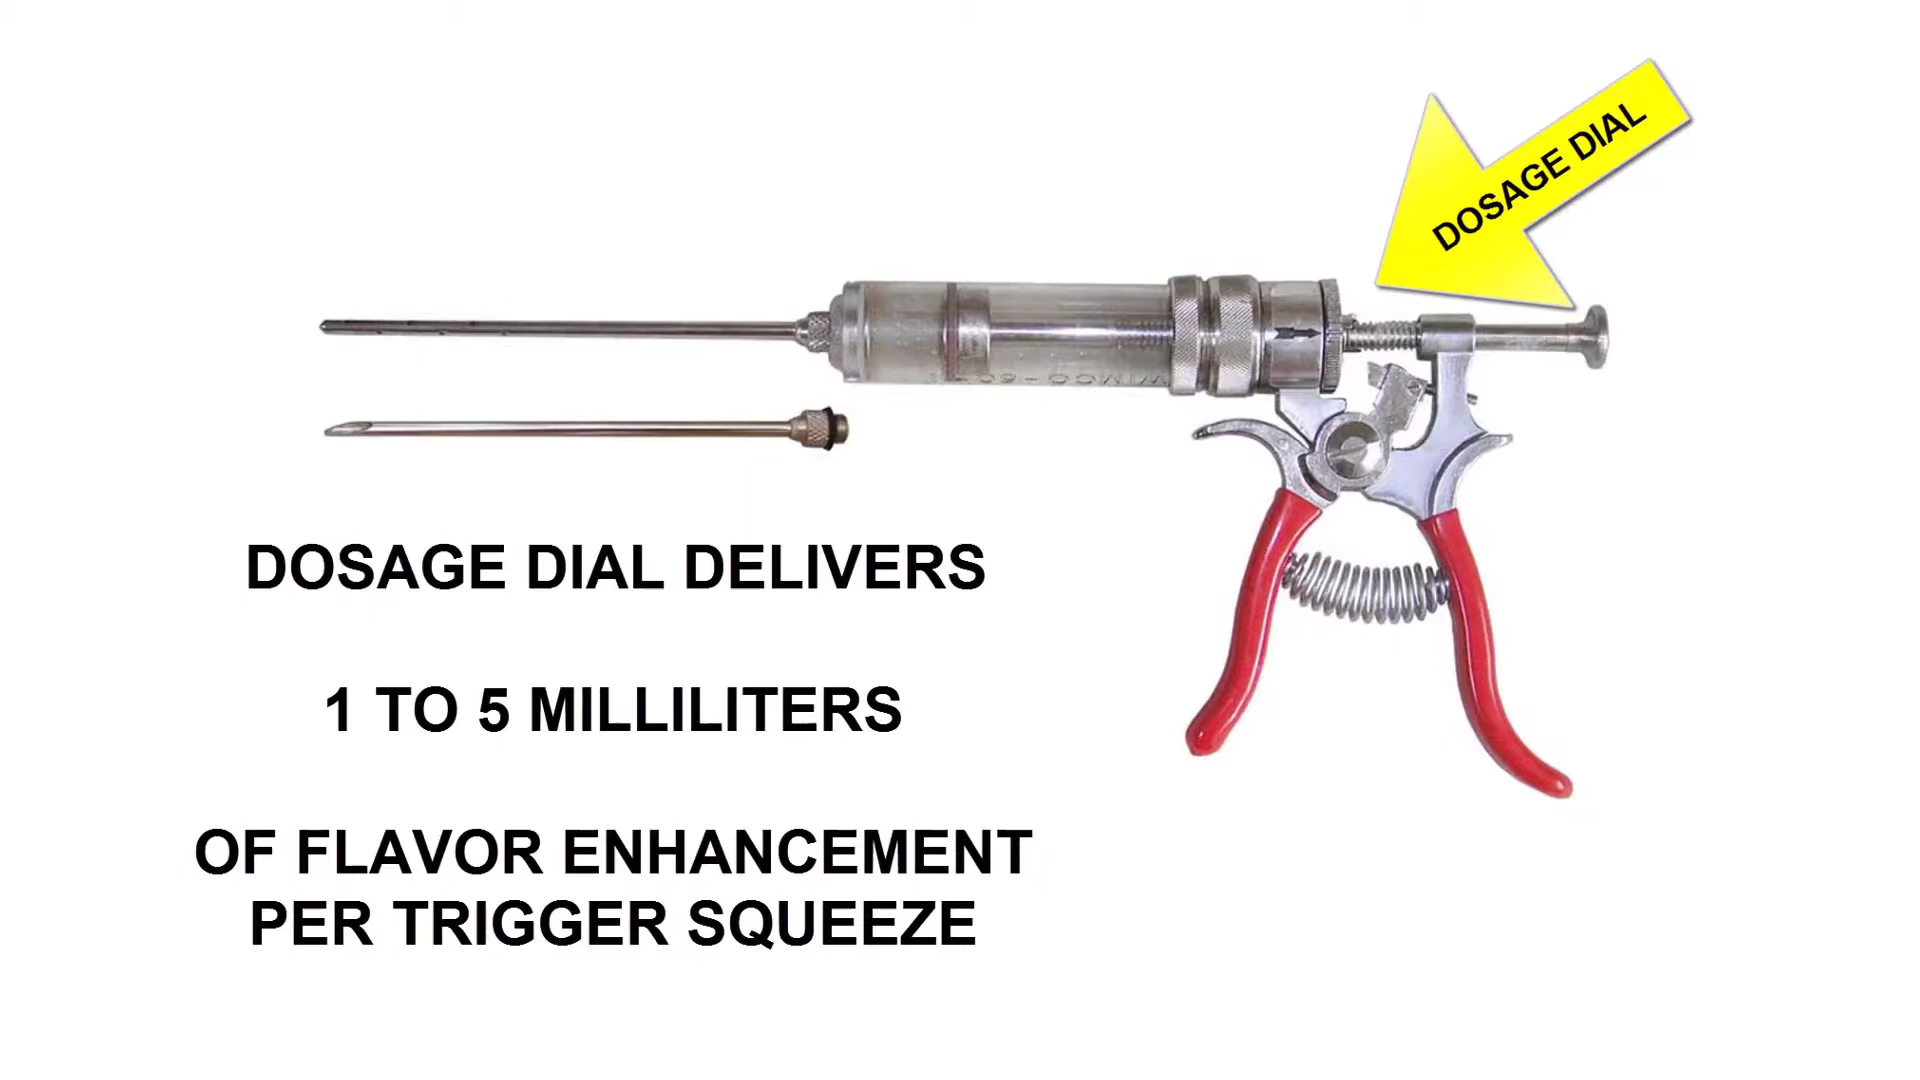 DOSAGE DIAL
DOSAGE DIAL DELIVERS
1 TO 5 MILLILITERS
OF FLAVOR ENHANCEMENT
PER TRIGGER SQUEEZE